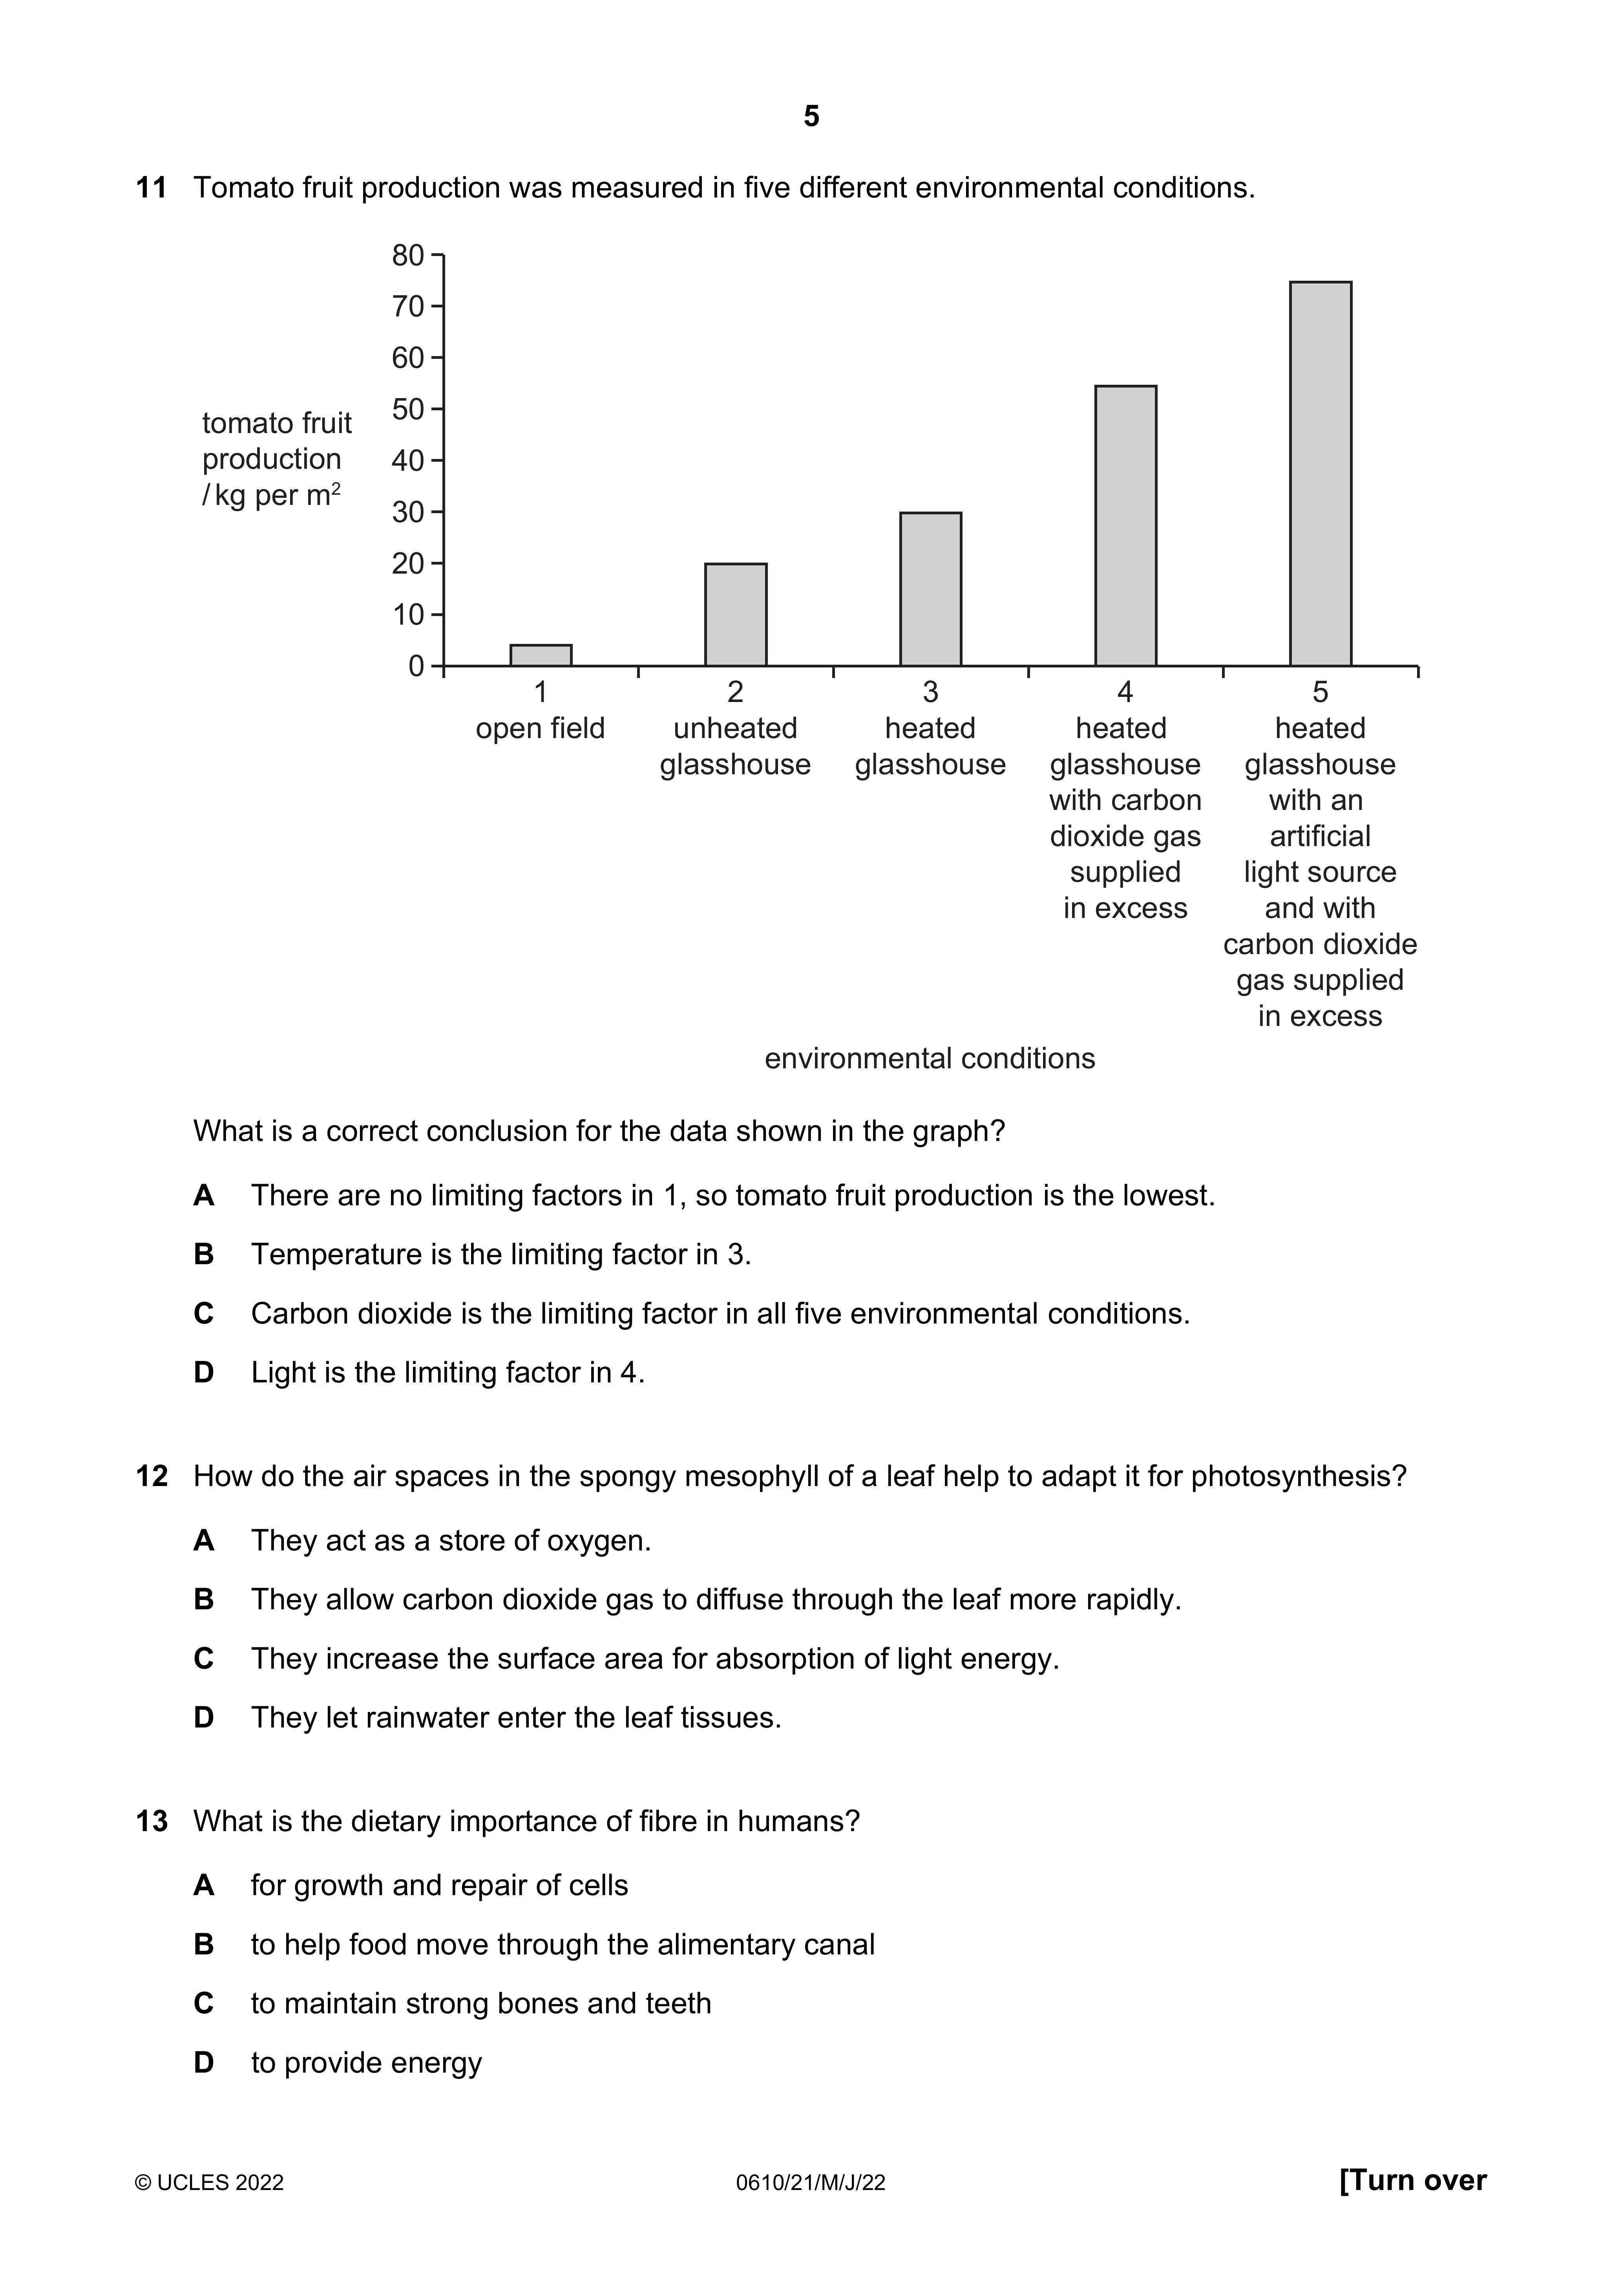 5
11 Tomato fruit production was measured in five different environmental conditions.
80
70
60
50
40
30
20
10
0
tomato fruit
production
/ kg per m²
1
open field
2
unheated
glasshouse
3
heated
glasshouse
4
heated
glasshouse
with carbon
dioxide gas
supplied
in excess
5
heated
glasshouse
with an
artificial
light source
and with
carbon dioxide
gas supplied
in excess
environmental conditions
What is a correct conclusion for the data shown in the graph?
A There are no limiting factors in 1, so tomato fruit production is the lowest.
B Temperature is the limiting factor in 3.
C Carbon dioxide is the limiting factor in all five environmental conditions.
D Light is the limiting factor in 4.
12 How do the air spaces in the spongy mesophyll of a leaf help to adapt it for photosynthesis?
A They act as a store of oxygen.
B They allow carbon dioxide gas to diffuse through the leaf more rapidly.
C They increase the surface area for absorption of light energy.
D They let rainwater enter the leaf tissues.
13 What is the dietary importance of fibre in humans?
A for growth and repair of cells
B to help food move through the alimentary canal
C to maintain strong bones and teeth
D to provide energy
© UCLES 2022 0610/21/M/J/22 [Turn over